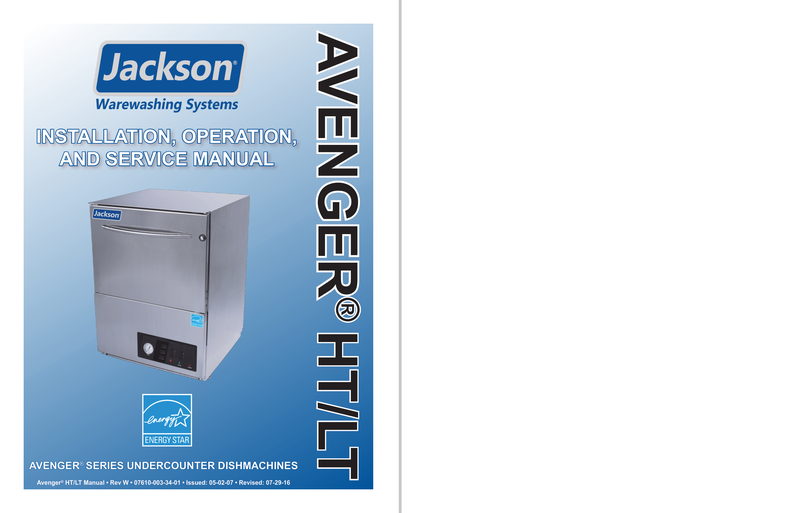 Jackson®
Warewashing Systems
INSTALLATION, OPERATION,
AND SERVICE MANUAL
AVENGER® HT/LT
Jackson
energy
ENERGY STAR
AVENGER® SERIES UNDERCOUNTER DISHMACHINES
Avenger® HT/LT Manual • Rev W • 07610-003-34-01 • Issued: 05-02-07 • Revised: 07-29-16